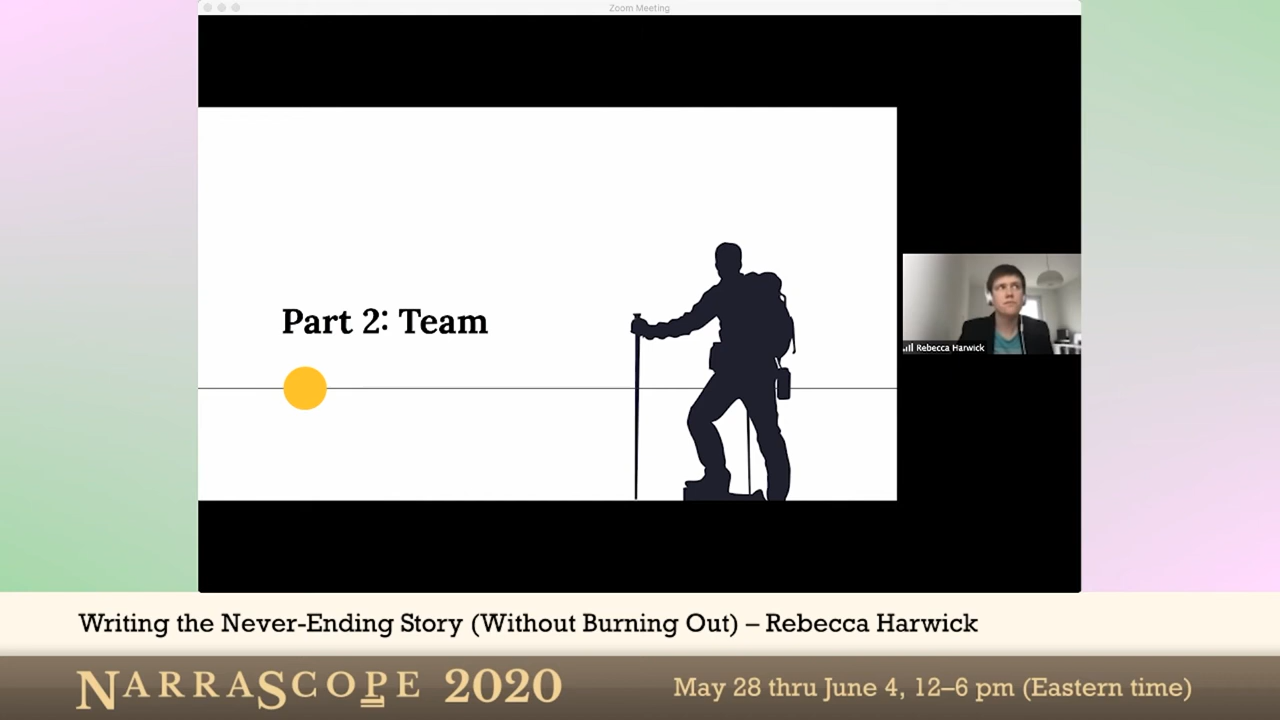 Zoom Meeting
Part 2: Team
Rebecca Harwick
Writing the Never-Ending Story (Without Burning Out) – Rebecca Harwick
NARRASCOPE 2020
May 28 thru June 4, 12–6 pm (Eastern time)